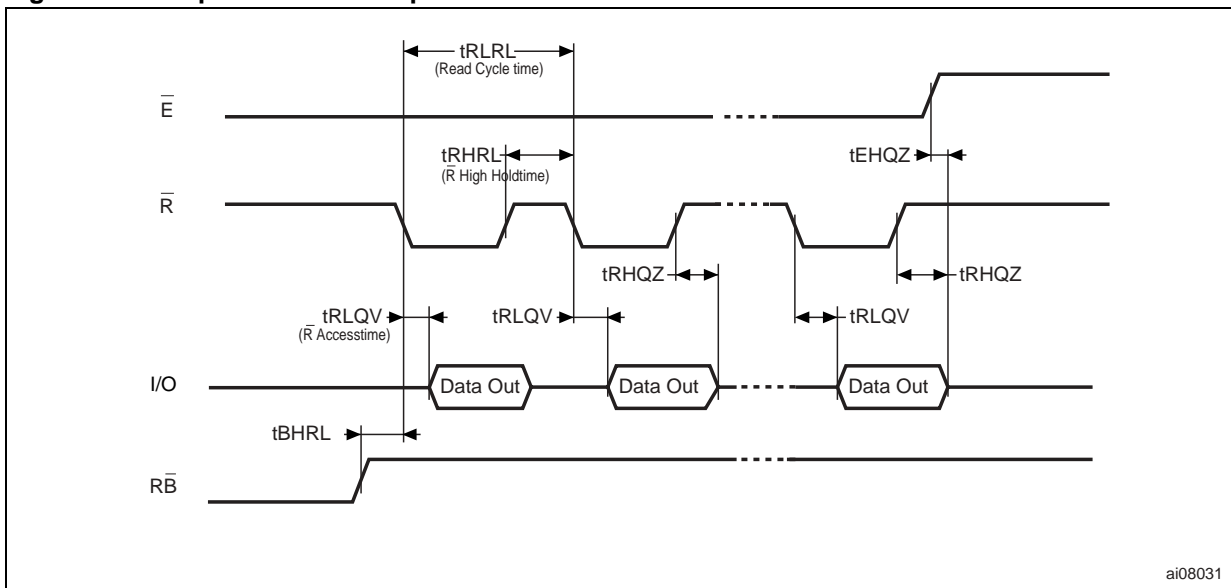 tRLRL
(Read Cycle time)
E̅
tRHRL
(R̅ High Holdtime)
tEHQZ
R̅
tRHQZ
tRHQZ
tRLQV
(R̅ Accesstime)
tRLQV
tRLQV
I/O
Data Out
Data Out
Data Out
tBHRL
RB̅
ai08031